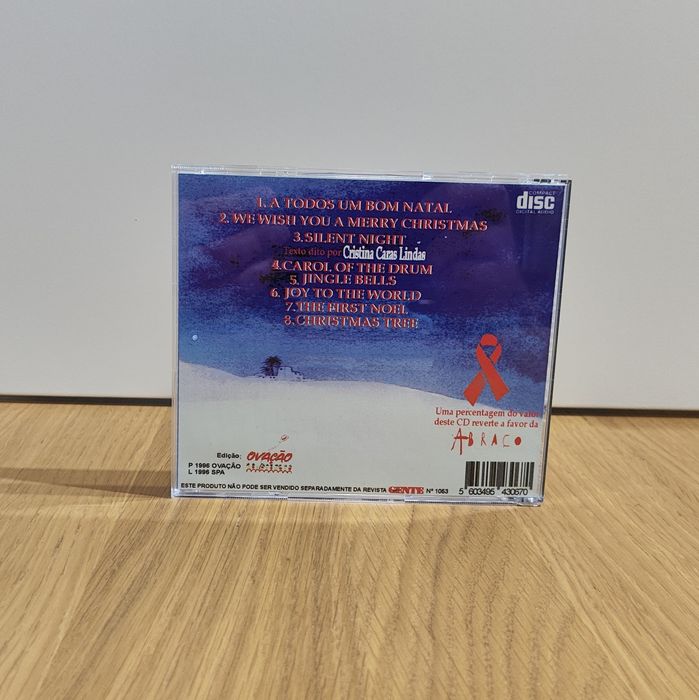 1. A TODOS UM BOM NATAL
2. WE WISH YOU A MERRY CHRISTMAS
3. SILENT NIGHT
Texto dito por Cristina Caras Lindas
4. CAROL OF THE DRUM
5. JINGLE BELLS
6. JOY TO THE WORLD
7. THE FIRST NOEL
8. CHRISTMAS TREE
COMPACT
disc
DIGITAL AUDIO
Uma percentagem do valor
deste CD reverte a favor da
ABRAÇO
Edição:
OVAÇÃO
P 1996 OVAÇÃO
L 1996 SPA
ESTE PRODUTO NÃO PODE SER VENDIDO SEPARADAMENTE DA REVISTA GENTE Nº 1063
5 603495 430670